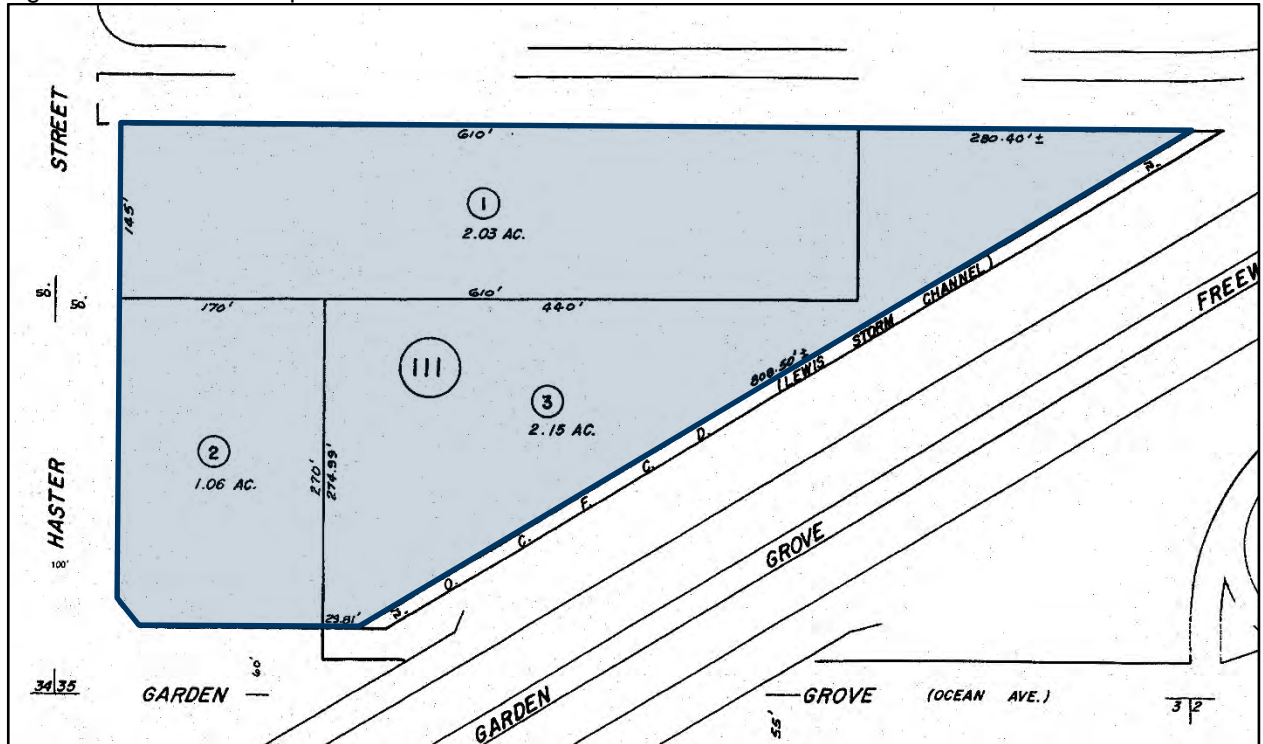 STREET
HASTER
610'
280.40'±
1
2.03 AC.
145'
610'
170'
440'
50.
50.
III
3
2.15 AC.
2
1.06 AC.
270'
274.99'
29.81'
808.50'±
(LEWIS STORM CHANNEL)
O. C. F. C. D.
R.
100'
60'
55'
34|35
3|2
GARDEN
GROVE (OCEAN AVE.)
GARDEN GROVE FREEW